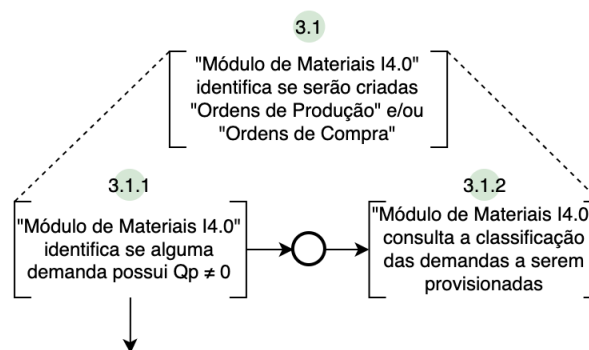 3.1
"Módulo de Materiais I4.0"
identifica se serão criadas
"Ordens de Produção" e/ou
"Ordens de Compra"
3.1.1
"Módulo de Materiais I4.0"
identifica se alguma
demanda possui Qp ≠ 0
3.1.2
"Módulo de Materiais I4.0
consulta a classificação
das demandas a serem
provisionadas